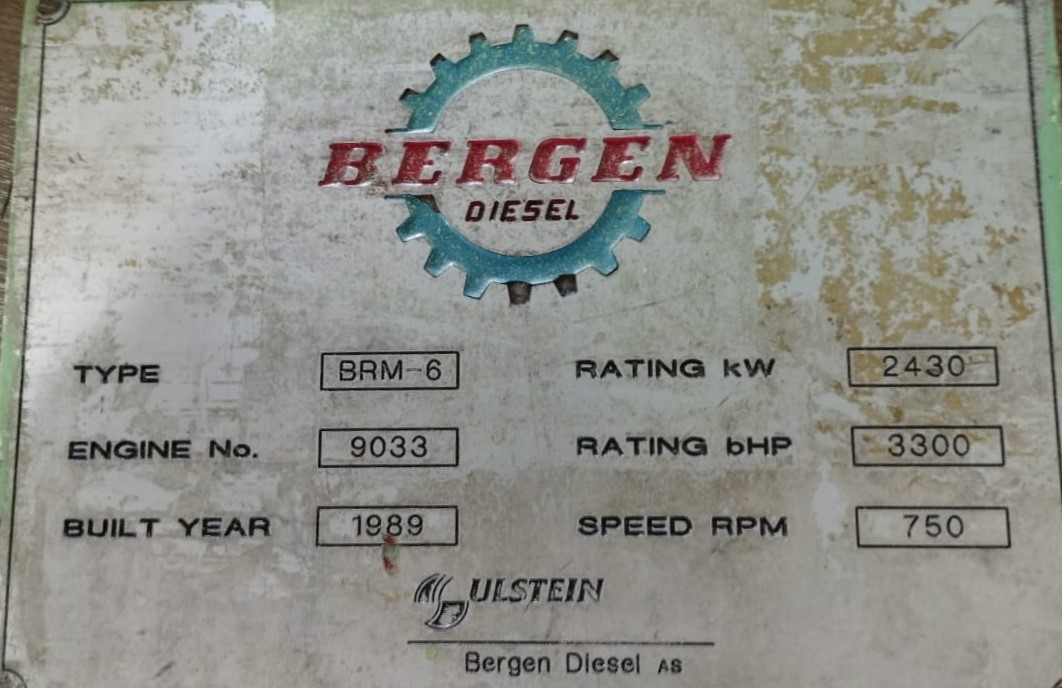 BERGEN
DIESEL
TYPE BRM-6 RATING kW 2430
ENGINE No. 9033 RATING bHP 3300
BUILT YEAR 1989 SPEED RPM 750
ULSTEIN
Bergen Diesel AS